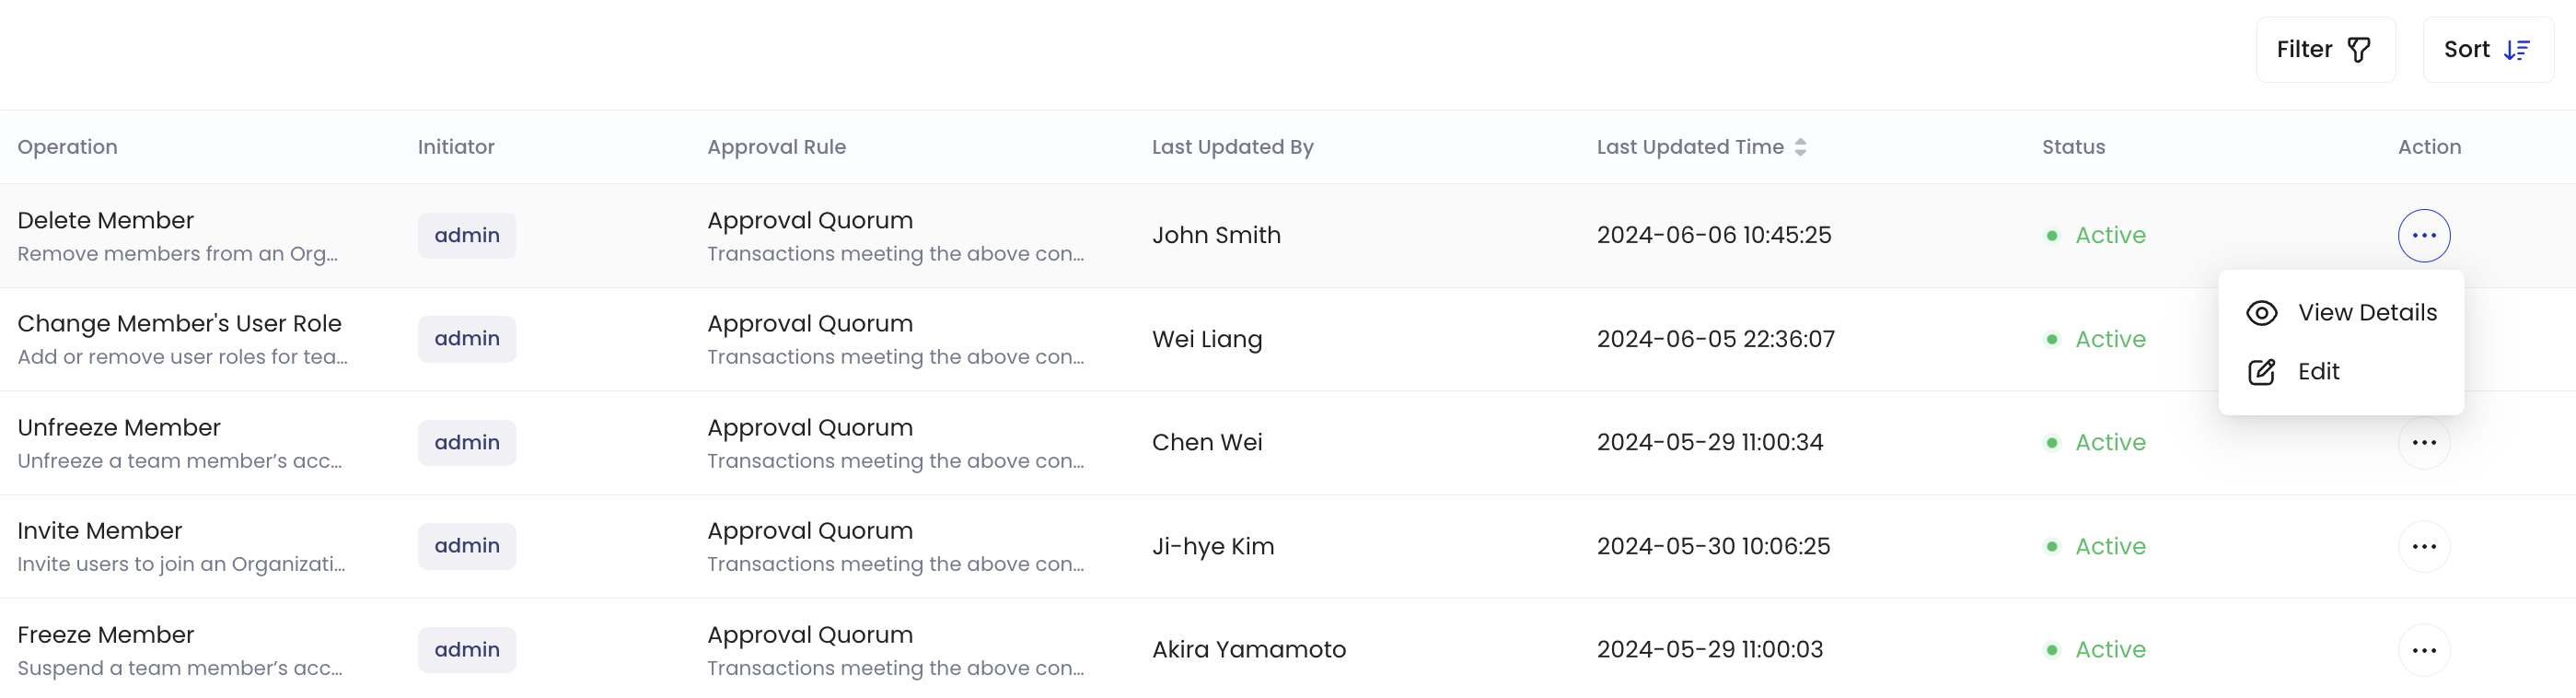 Filter Sort
Operation Initiator Approval Rule Last Updated By Last Updated Time Status Action
Delete Member
Remove members from an Org...
admin
Approval Quorum
Transactions meeting the above con...
John Smith
2024-06-06 10:45:25
Active
View Details
Edit
Change Member's User Role
Add or remove user roles for tea...
admin
Approval Quorum
Transactions meeting the above con...
Wei Liang
2024-06-05 22:36:07
Active
Unfreeze Member
Unfreeze a team member’s acc...
admin
Approval Quorum
Transactions meeting the above con...
Chen Wei
2024-05-29 11:00:34
Active
Invite Member
Invite users to join an Organizati...
admin
Approval Quorum
Transactions meeting the above con...
Ji-hye Kim
2024-05-30 10:06:25
Active
Freeze Member
Suspend a team member’s acc...
admin
Approval Quorum
Transactions meeting the above con...
Akira Yamamoto
2024-05-29 11:00:03
Active